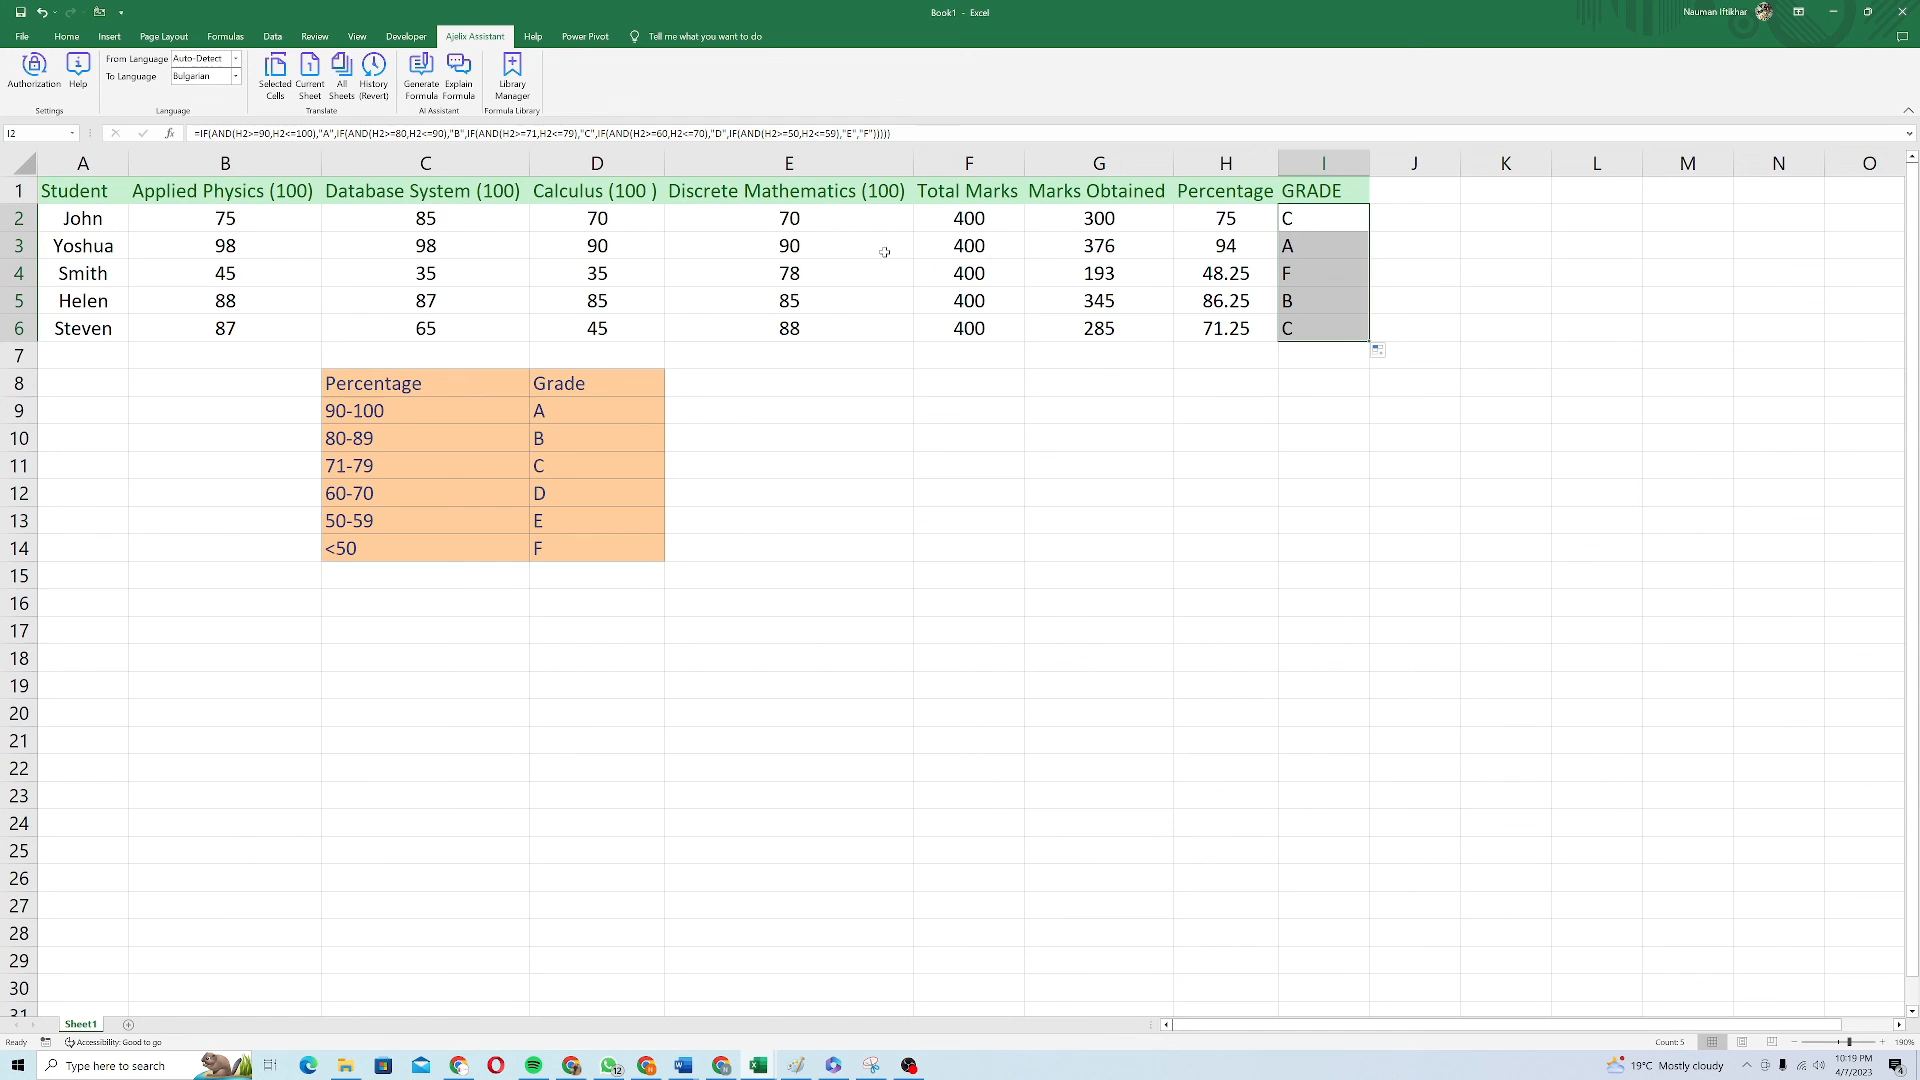 Book1 - Excel
Nauman Iftikhar
File Home Insert Page Layout Formulas Data Review View Developer Ajelix Assistant Help Power Pivot Tell me what you want to do
Authorization Help
Settings
From Language Auto-Detect
To Language Bulgarian
Language
Selected Cells Current Sheet All Sheets History (Revert)
Translate
Generate Formula Explain Formula
AI Assistant
Library Manager
Formula Library
I2 fx =IF(AND(H2>=90,H2<=100),"A",IF(AND(H2>=80,H2<=90),"B",IF(AND(H2>=71,H2<=79),"C",IF(AND(H2>=60,H2<=70),"D",IF(AND(H2>=50,H2<=59),"E","F")))))
A B C D E F G H I J K L M N O
1 Student Applied Physics (100) Database System (100) Calculus (100 ) Discrete Mathematics (100) Total Marks Marks Obtained Percentage GRADE
2 John 75 85 70 70 400 300 75 C
3 Yoshua 98 98 90 90 400 376 94 A
4 Smith 45 35 35 78 400 193 48.25 F
5 Helen 88 87 85 85 400 345 86.25 B
6 Steven 87 65 45 88 400 285 71.25 C
7
8 Percentage Grade
9 90-100 A
10 80-89 B
11 71-79 C
12 60-70 D
13 50-59 E
14 <50 F
15
16
17
18
19
20
21
22
23
24
25
26
27
28
29
30
31
Sheet1
Ready Accessibility: Good to go Count: 5 190%
Type here to search 12 19°C Mostly cloudy 10:19 PM
4/7/2023 4